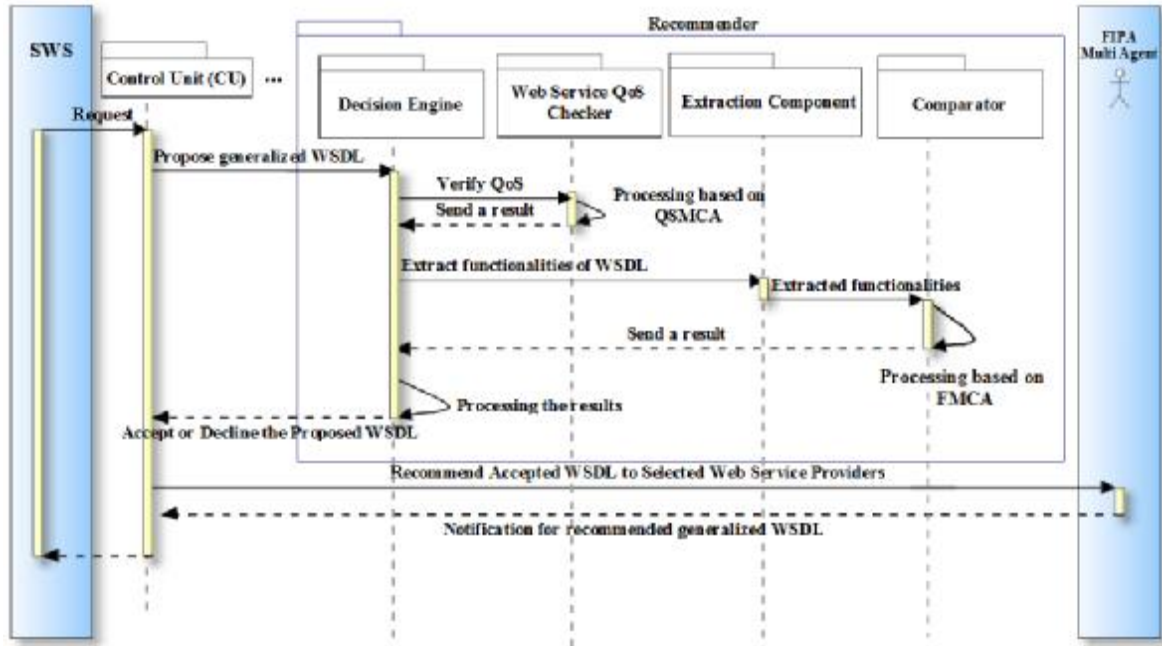 Recommender
SWS
FIPA
Multi Agent
Control Unit (CU)
...
Decision Engine
Web Service QoS
Checker
Extraction Component
Comparator
Request
Propose generalized WSDL
Verify QoS
Processing based on
QSMCA
Send a result
Extract functionalities of WSDL
Extracted functionalities
Send a result
Processing based on
FMCA
Processing the results
Accept or Decline the Proposed WSDL
Recommend Accepted WSDL to Selected Web Service Providers
Notification for recommended generalized WSDL